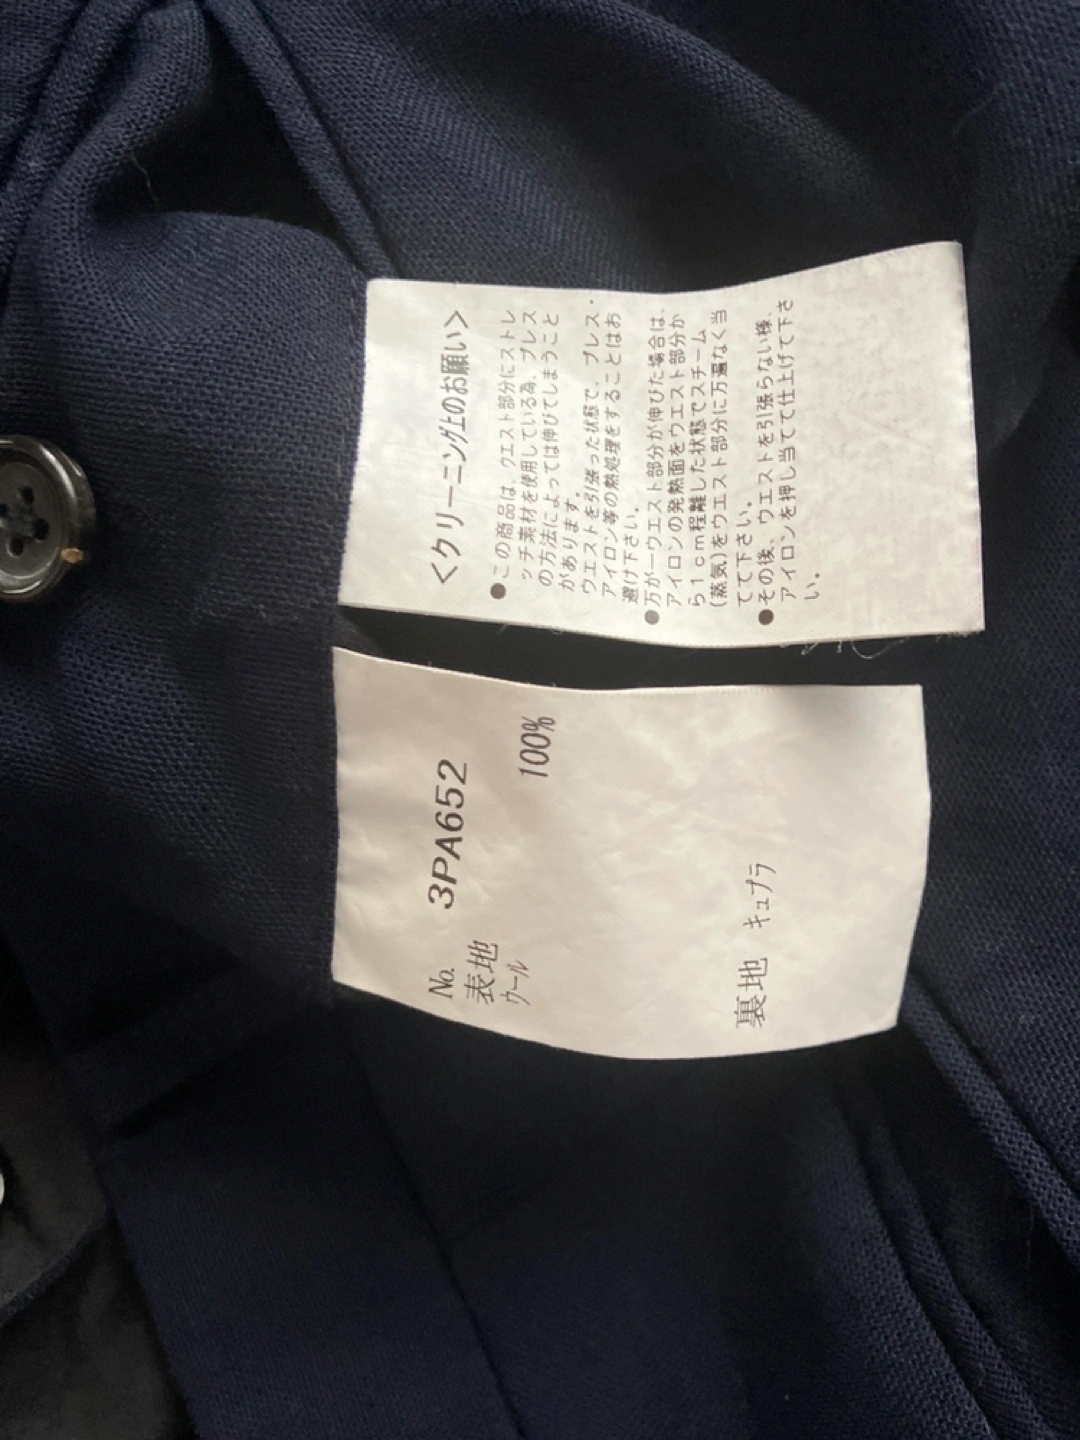 <クリーニング上のお願い>
●この商品は、ウエスト部分にストレ
ッチ素材を使用している為、プレス
の方法によっては伸びてしまうこと
があります。
ウエストを引張った状態で、プレス・
アイロン等の熱処理をすることはお
避け下さい。
●万が一ウエスト部分が伸びた場合は、
アイロンの発熱面をウエスト部分か
ら1cm程離した状態でスチーム
(蒸気)をウエスト部分に万遍なく当
てて下さい。
●その後、ウエストを引張らない様、
アイロンを押し当てて仕上げて下さ
い。
No. 3PA652
表地
ウール 100%
裏地 キュプラ